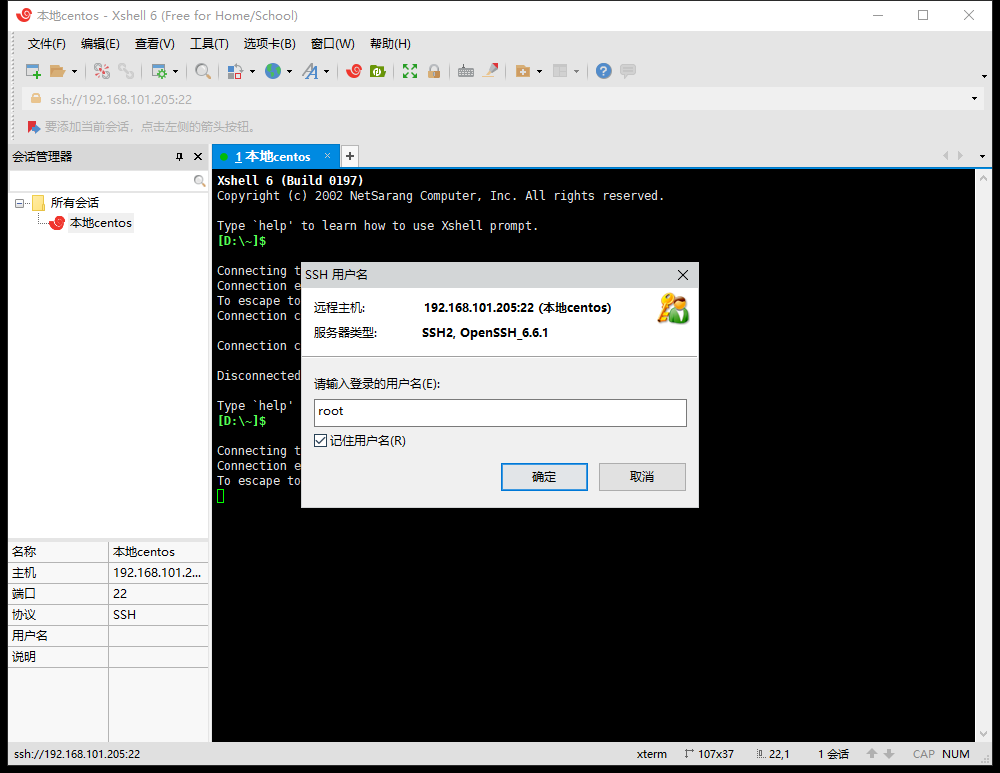 本地centos - Xshell 6 (Free for Home/School)
文件(F) 编辑(E) 查看(V) 工具(T) 选项卡(B) 窗口(W) 帮助(H)
ssh://192.168.101.205:22
要添加当前会话，点击左侧的箭头按钮。
会话管理器
1 本地centos
所有会话
本地centos
Xshell 6 (Build 0197)
Copyright (c) 2002 NetSarang Computer, Inc. All rights reserved.
Type `help' to learn how to use Xshell prompt.
[D:\~]$
Connecting t
Connection e
To escape to
Connection c
Connection c
Disconnected
Type `help'
[D:\~]$
Connecting t
Connection e
To escape to
SSH 用户名
远程主机: 192.168.101.205:22 (本地centos)
服务器类型: SSH2, OpenSSH_6.6.1
请输入登录的用户名(E):
root
记住用户名(R)
确定 取消
名称 本地centos
主机 192.168.101.2...
端口 22
协议 SSH
用户名
说明
ssh://192.168.101.205:22 xterm 107x37 22,1 1 会话 CAP NUM